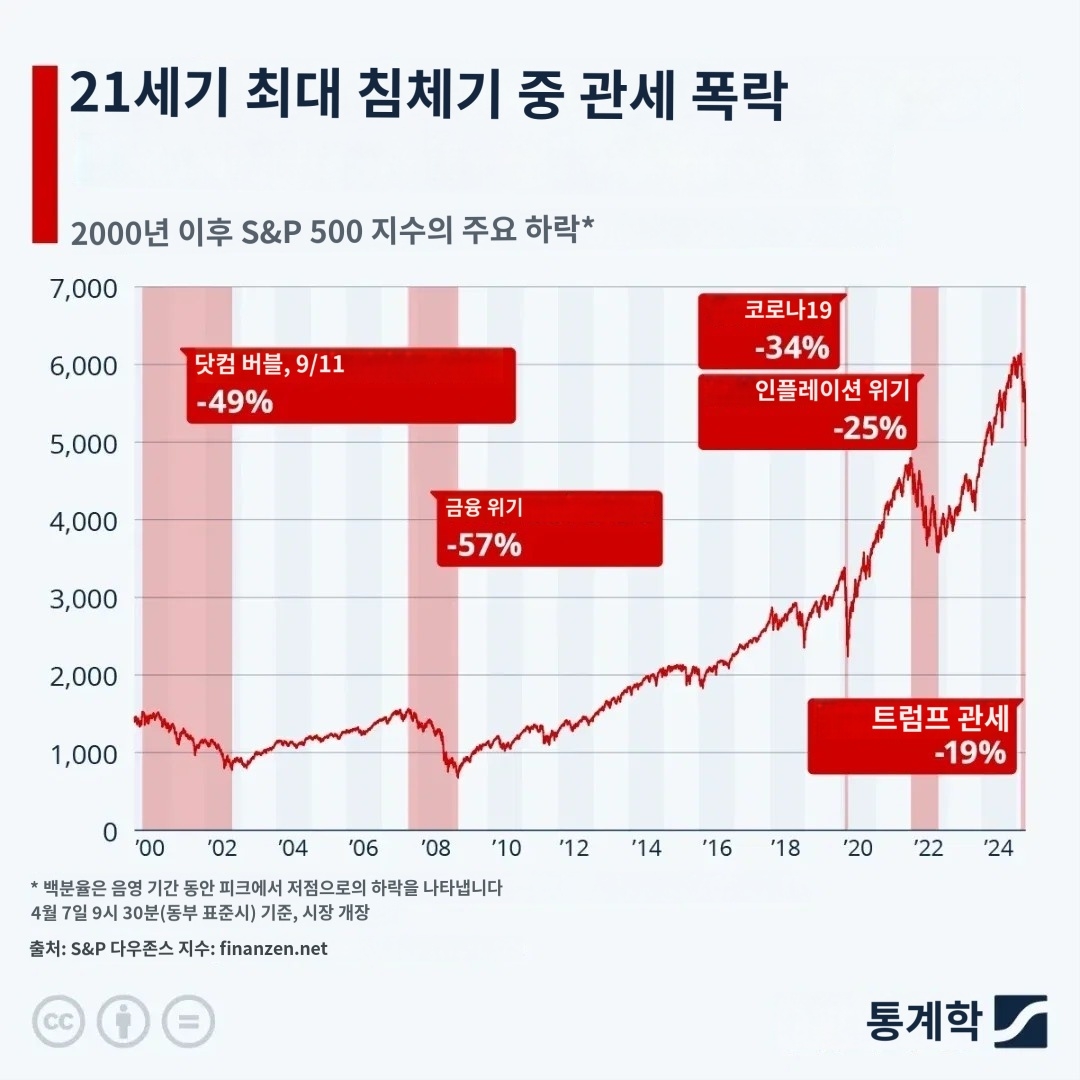 21세기 최대 침체기 중 관세 폭락
2000년 이후 S&P 500 지수의 주요 하락*
7,000
6,000
5,000
4,000
3,000
2,000
1,000
0
닷컴 버블, 9/11
-49%
금융 위기
-57%
코로나19
-34%
인플레이션 위기
-25%
트럼프 관세
-19%
’00 ’02 ’04 ’06 ’08 ’10 ’12 ’14 ’16 ’18 ’20 ’22 ’24
* 백분율은 음영 기간 동안 피크에서 저점으로의 하락을 나타냅니다
4월 7일 9시 30분(동부 표준시) 기준, 시장 개장
출처: S&P 다우존스 지수: finanzen.net
cc
통계학